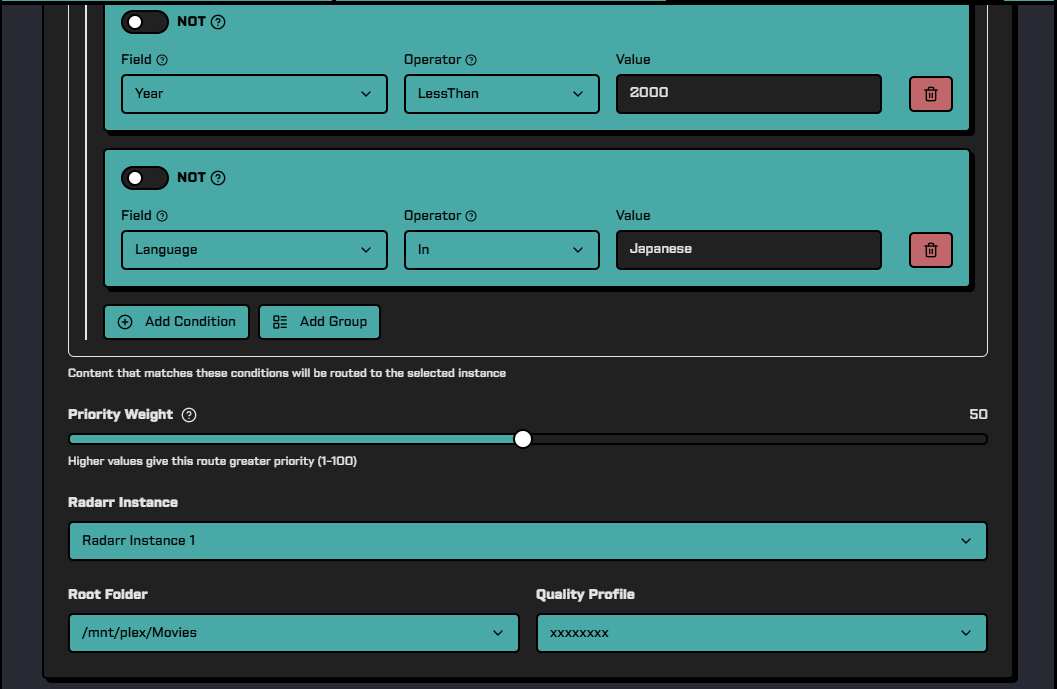 NOT
Field Operator Value
Year LessThan 2000
NOT
Field Operator Value
Language In Japanese
Add Condition Add Group
Content that matches these conditions will be routed to the selected instance
Priority Weight 50
Higher values give this route greater priority (1-100)
Radarr Instance
Radarr Instance 1
Root Folder Quality Profile
/mnt/plex/Movies xxxxxxxx